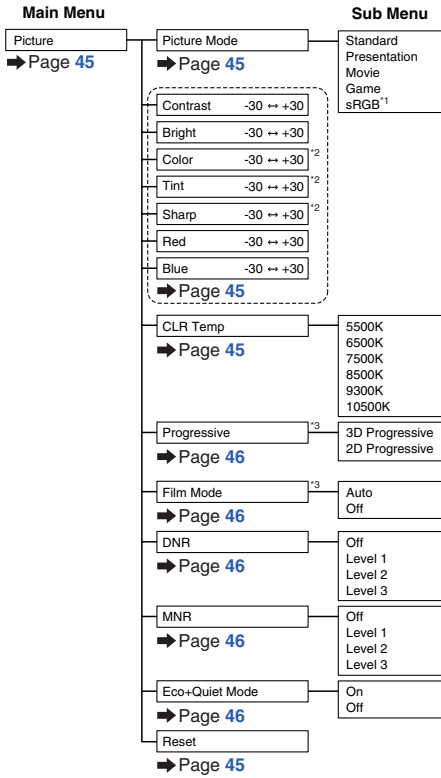 Main Menu
Sub Menu
Picture
➡Page 45
Picture Mode
➡Page 45
Standard
Presentation
Movie
Game
sRGB*1
Contrast -30 ↔ +30
Bright -30 ↔ +30
Color -30 ↔ +30 *2
Tint -30 ↔ +30 *2
Sharp -30 ↔ +30 *2
Red -30 ↔ +30
Blue -30 ↔ +30
➡Page 45
CLR Temp
➡Page 45
5500K
6500K
7500K
8500K
9300K
10500K
Progressive *3
➡Page 46
3D Progressive
2D Progressive
Film Mode *3
➡Page 46
Auto
Off
DNR
➡Page 46
Off
Level 1
Level 2
Level 3
MNR
➡Page 46
Off
Level 1
Level 2
Level 3
Eco+Quiet Mode
➡Page 46
On
Off
Reset
➡Page 45